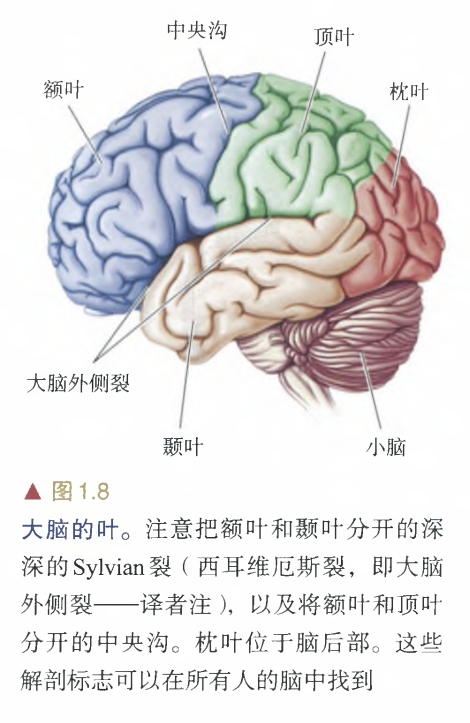 中央沟
顶叶
额叶
枕叶
大脑外侧裂
颞叶
小脑
▲ 图1.8
大脑的叶。注意把额叶和颞叶分开的深
深的Sylvian裂（西耳维厄斯裂，即大脑
外侧裂——译者注），以及将额叶和顶叶
分开的中央沟。枕叶位于脑后部。这些
解剖标志可以在所有人的脑中找到